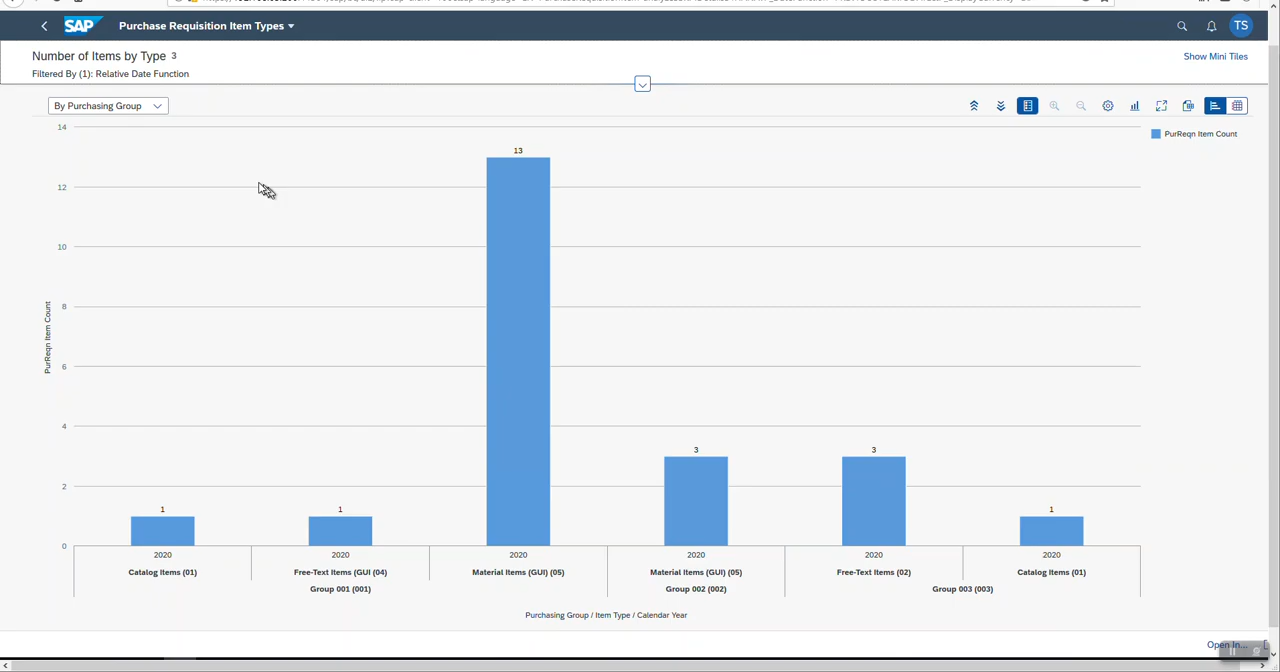 SAP
Purchase Requisition Item Types
TS
Number of Items by Type 3
Show Mini Tiles
Filtered By (1): Relative Date Function
By Purchasing Group
14
PurReqn Item Count
13
12
10
8
PurReqn Item Count
6
4
3
3
2
1
1
1
0
2020
2020
2020
2020
2020
2020
Catalog Items (01)
Free-Text Items (GUI (04)
Material Items (GUI) (05)
Material Items (GUI) (05)
Free-Text Items (02)
Catalog Items (01)
Group 001 (001)
Group 002 (002)
Group 003 (003)
Purchasing Group / Item Type / Calendar Year
Open In...